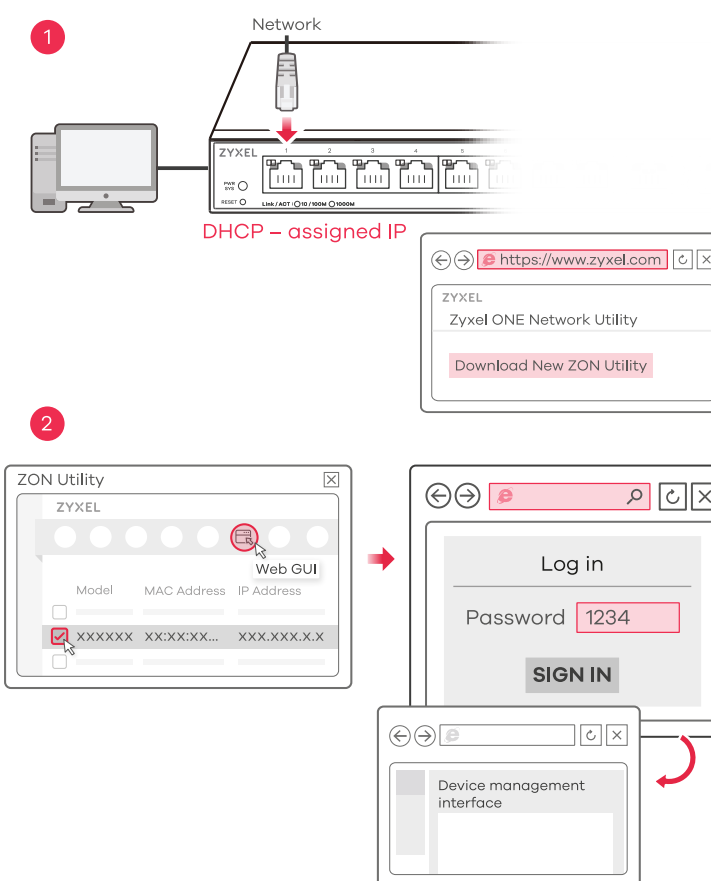 1
Network
ZYXEL
1 2 3 4 5
PWR
SYS
RESET
Link / ACT : 10 / 100M 1000M
DHCP – assigned IP
https://www.zyxel.com
ZYXEL
Zyxel ONE Network Utility
Download New ZON Utility
2
ZON Utility
ZYXEL
Web GUI
Model MAC Address IP Address
XXXXXX XX:XX:XX... XXX.XXX.X.X
Log in
Password 1234
SIGN IN
Device management
interface